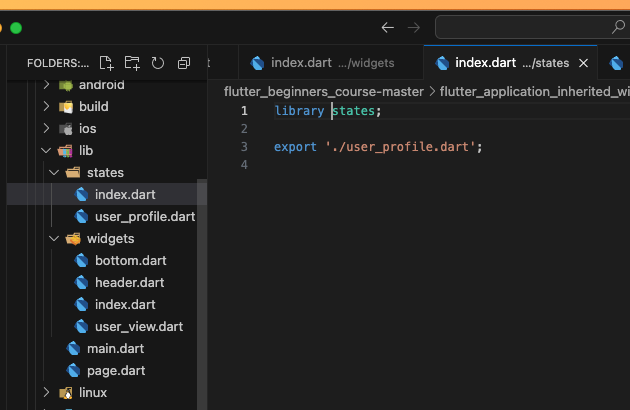 FOLDERS:...
index.dart .../widgets
index.dart .../states
android
flutter_beginners_course-master > flutter_application_inherited_wi
build
1 library states;
ios
2
lib
3 export './user_profile.dart';
states
4
index.dart
user_profile.dart
widgets
bottom.dart
header.dart
index.dart
user_view.dart
main.dart
page.dart
linux